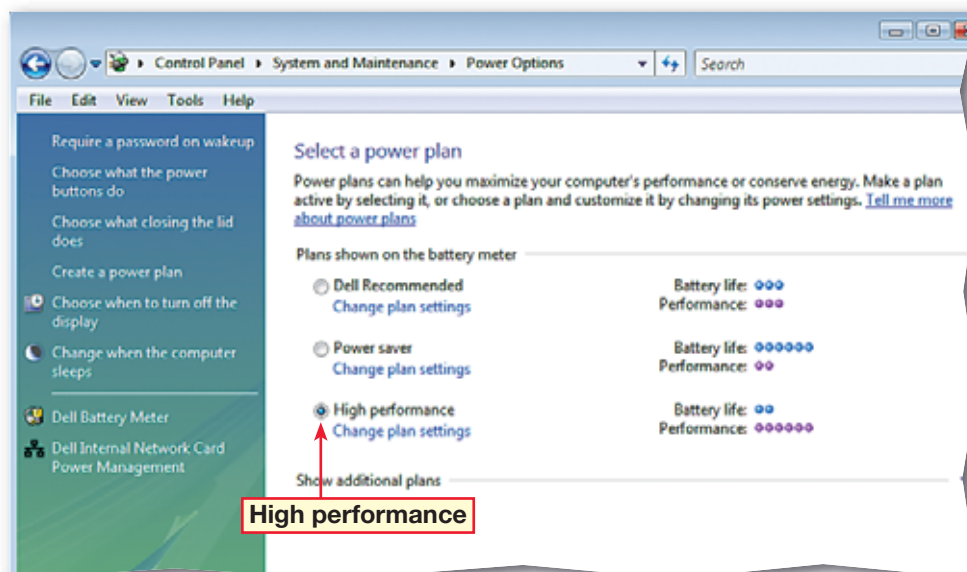 Control Panel System and Maintenance Power Options Search
File Edit View Tools Help
Require a password on wakeup
Choose what the power
buttons do
Choose what closing the lid
does
Create a power plan
Choose when to turn off the
display
Change when the computer
sleeps
Dell Battery Meter
Dell Internal Network Card
Power Management
Select a power plan
Power plans can help you maximize your computer's performance or conserve energy. Make a plan
active by selecting it, or choose a plan and customize it by changing its power settings. Tell me more
about power plans
Plans shown on the battery meter
Dell Recommended Battery life:
Change plan settings Performance:
Power saver Battery life:
Change plan settings Performance:
High performance Battery life:
Change plan settings Performance:
Show additional plans
High performance